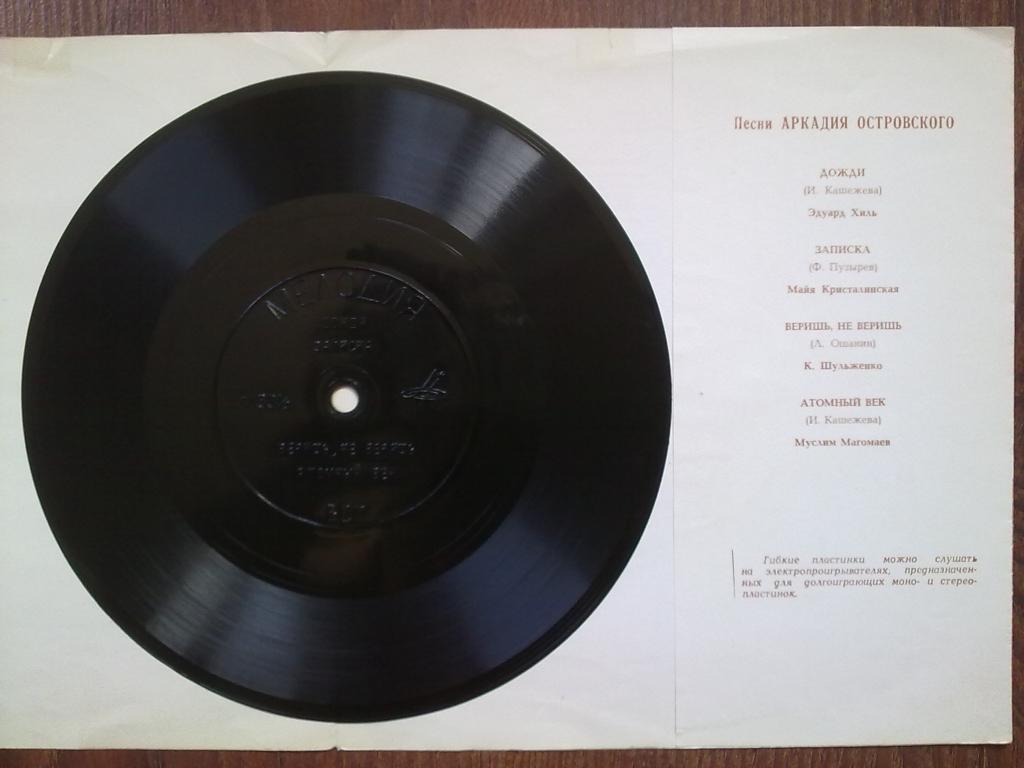 МЕЛОДИЯ
Песни АРКАДИЯ ОСТРОВСКОГО
ДОЖДИ
(И. Кашежева)
Эдуард Хиль
ЗАПИСКА
(Ф. Пузырев)
Майя Кристалинская
ВЕРИШЬ, НЕ ВЕРИШЬ
(Л. Ошанин)
К. Шульженко
АТОМНЫЙ ВЕК
(И. Кашежева)
Муслим Магомаев
Гибкие пластинки можно слушать
на электропроигрывателях, предназначен-
ных для долгоиграющих моно- и стерео-
пластинок.